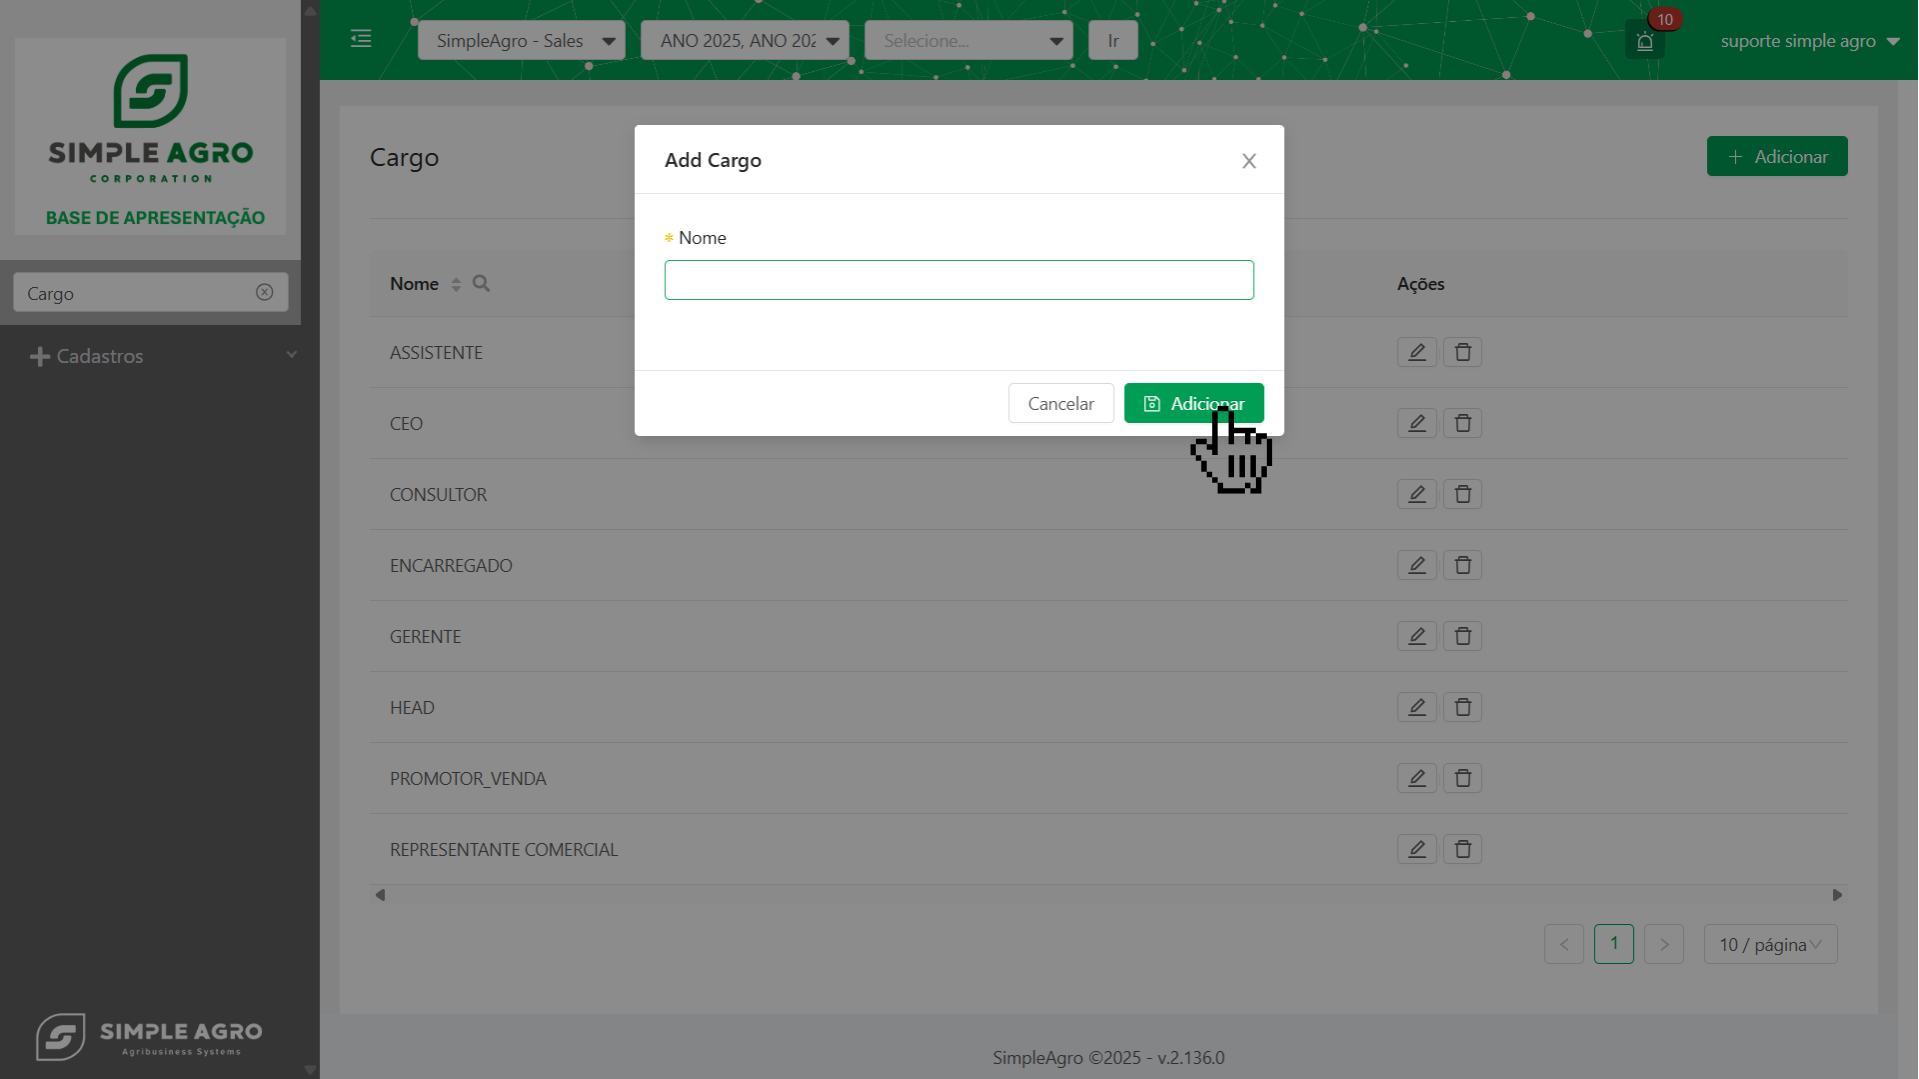 SIMPLE AGRO
CORPORATION
BASE DE APRESENTAÇÃO
Cargo
Cadastros
SIMPLE AGRO
Agribusiness Systems
SimpleAgro - Sales
ANO 2025, ANO 202
Selecione...
Ir
10
suporte simple agro
Cargo
Adicionar
Add Cargo
* Nome
Cancelar
Adicionar
Nome
Ações
ASSISTENTE
CEO
CONSULTOR
ENCARREGADO
GERENTE
HEAD
PROMOTOR_VENDA
REPRESENTANTE COMERCIAL
1
10 / página
SimpleAgro ©2025 - v.2.136.0